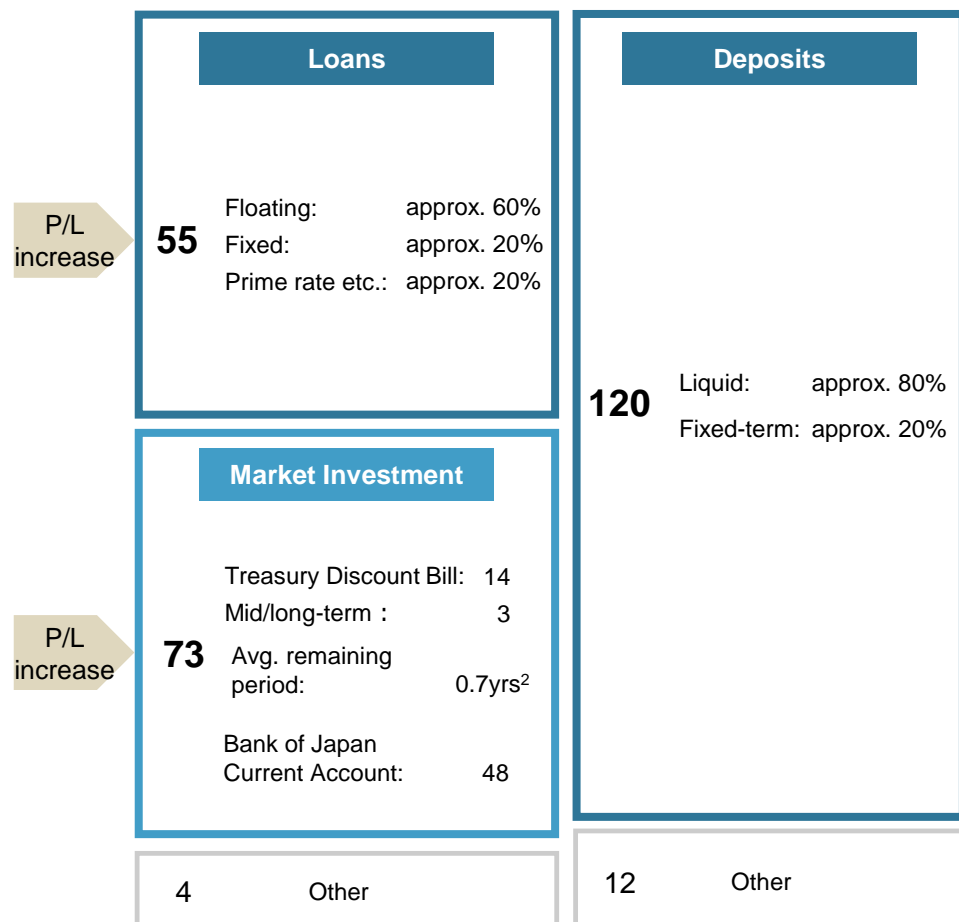 Loans
P/L
increase
55
Floating: approx. 60%
Fixed: approx. 20%
Prime rate etc.: approx. 20%
Market Investment
P/L
increase
73
Treasury Discount Bill: 14
Mid/long-term： 3
Avg. remaining
period: 0.7yrs²
Bank of Japan
Current Account: 48
4 Other
Deposits
120
Liquid: approx. 80%
Fixed-term: approx. 20%
12 Other